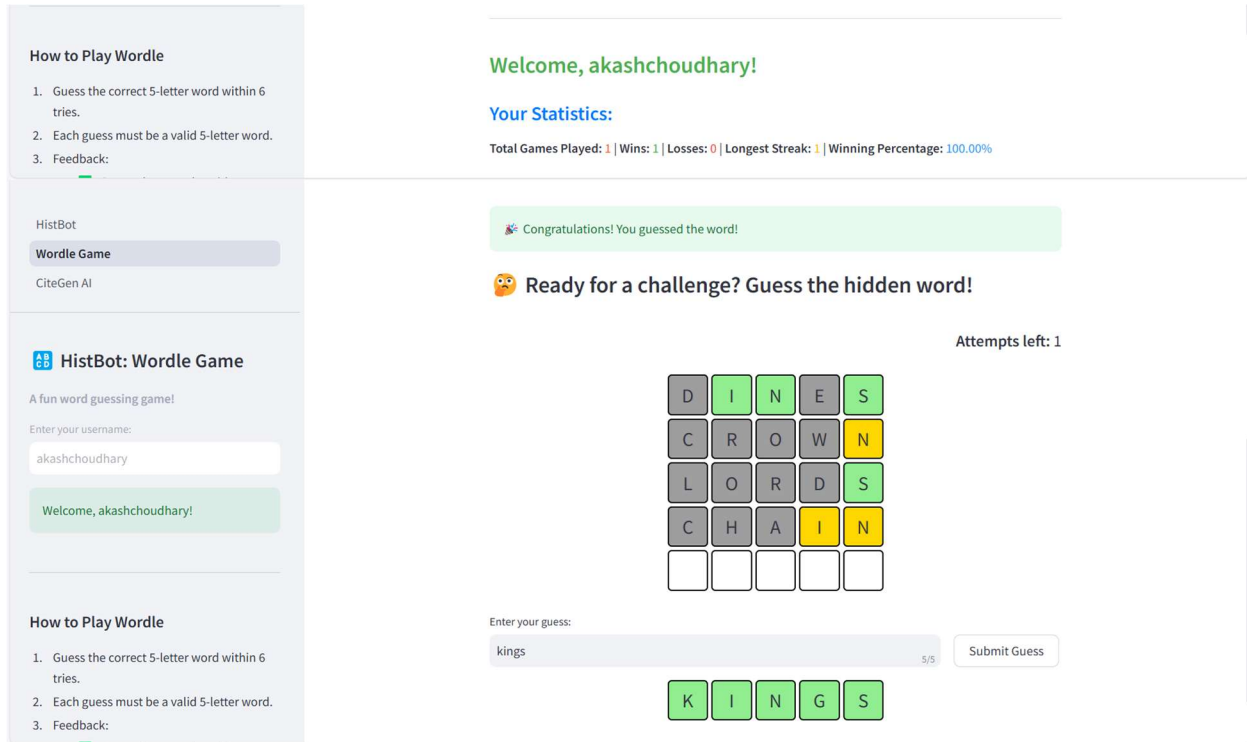 How to Play Wordle
1. Guess the correct 5-letter word within 6
tries.
2. Each guess must be a valid 5-letter word.
3. Feedback:
Welcome, akashchoudhary!
Your Statistics:
Total Games Played: 1 | Wins: 1 | Losses: 0 | Longest Streak: 1 | Winning Percentage: 100.00%
HistBot
Wordle Game
CiteGen AI
HistBot: Wordle Game
A fun word guessing game!
Enter your username:
akashchoudhary
Welcome, akashchoudhary!
How to Play Wordle
1. Guess the correct 5-letter word within 6
tries.
2. Each guess must be a valid 5-letter word.
3. Feedback:
🎉 Congratulations! You guessed the word!
🤔 Ready for a challenge? Guess the hidden word!
Attempts left: 1
D I N E S
C R O W N
L O R D S
C H A I N
Enter your guess:
kings
5/5
Submit Guess
K I N G S